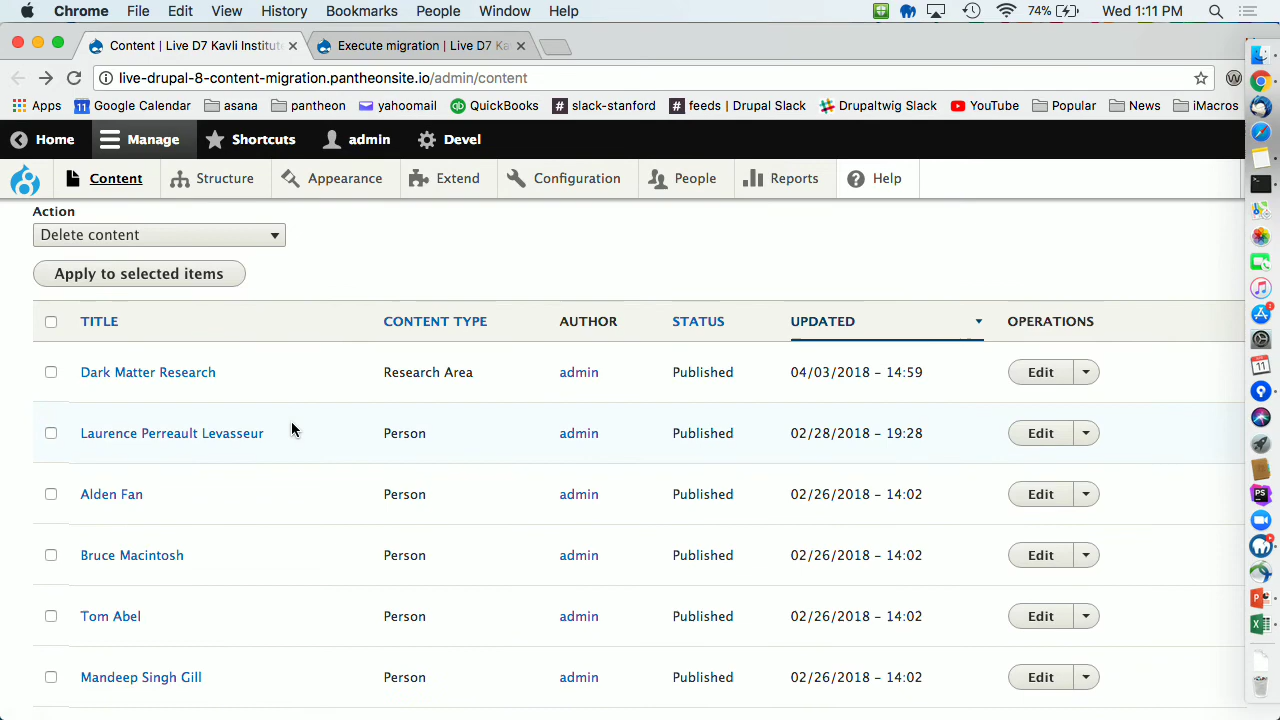 Chrome File Edit View History Bookmarks People Window Help 74% Wed 1:11 PM
Content | Live D7 Kavli Institut Execute migration | Live D7 Ka
live-drupal-8-content-migration.pantheonsite.io/admin/content
Apps Google Calendar asana pantheon yahoomail QuickBooks slack-stanford feeds | Drupal Slack Drupaltwig Slack YouTube Popular News iMacros
Home Manage Shortcuts admin Devel
Content Structure Appearance Extend Configuration People Reports Help
Action
Delete content
Apply to selected items
TITLE CONTENT TYPE AUTHOR STATUS UPDATED OPERATIONS
Dark Matter Research Research Area admin Published 04/03/2018 - 14:59 Edit
Laurence Perreault Levasseur Person admin Published 02/28/2018 - 19:28 Edit
Alden Fan Person admin Published 02/26/2018 - 14:02 Edit
Bruce Macintosh Person admin Published 02/26/2018 - 14:02 Edit
Tom Abel Person admin Published 02/26/2018 - 14:02 Edit
Mandeep Singh Gill Person admin Published 02/26/2018 - 14:02 Edit